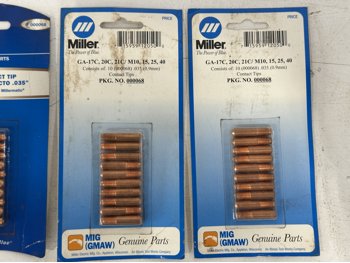 000068
PARTS
CT TIP
CTO .035"
Millermatic
PRICE
Miller
The Power of Blue.
GA-17C, 20C, 21C/ M10, 15, 25, 40
Consists of: 10 (000068) .035 (0.9mm)
Contact Tips
PKG. NO. 000068
MIG
(GMAW)
Genuine Parts
PRICE
Miller
The Power of Blue.
GA-17C, 20C, 21C/ M10, 15, 25, 40
Consists of: 10 (000068) .035 (0.9mm)
Contact Tips
PKG. NO. 000068
MIG
(GMAW)
Genuine Parts